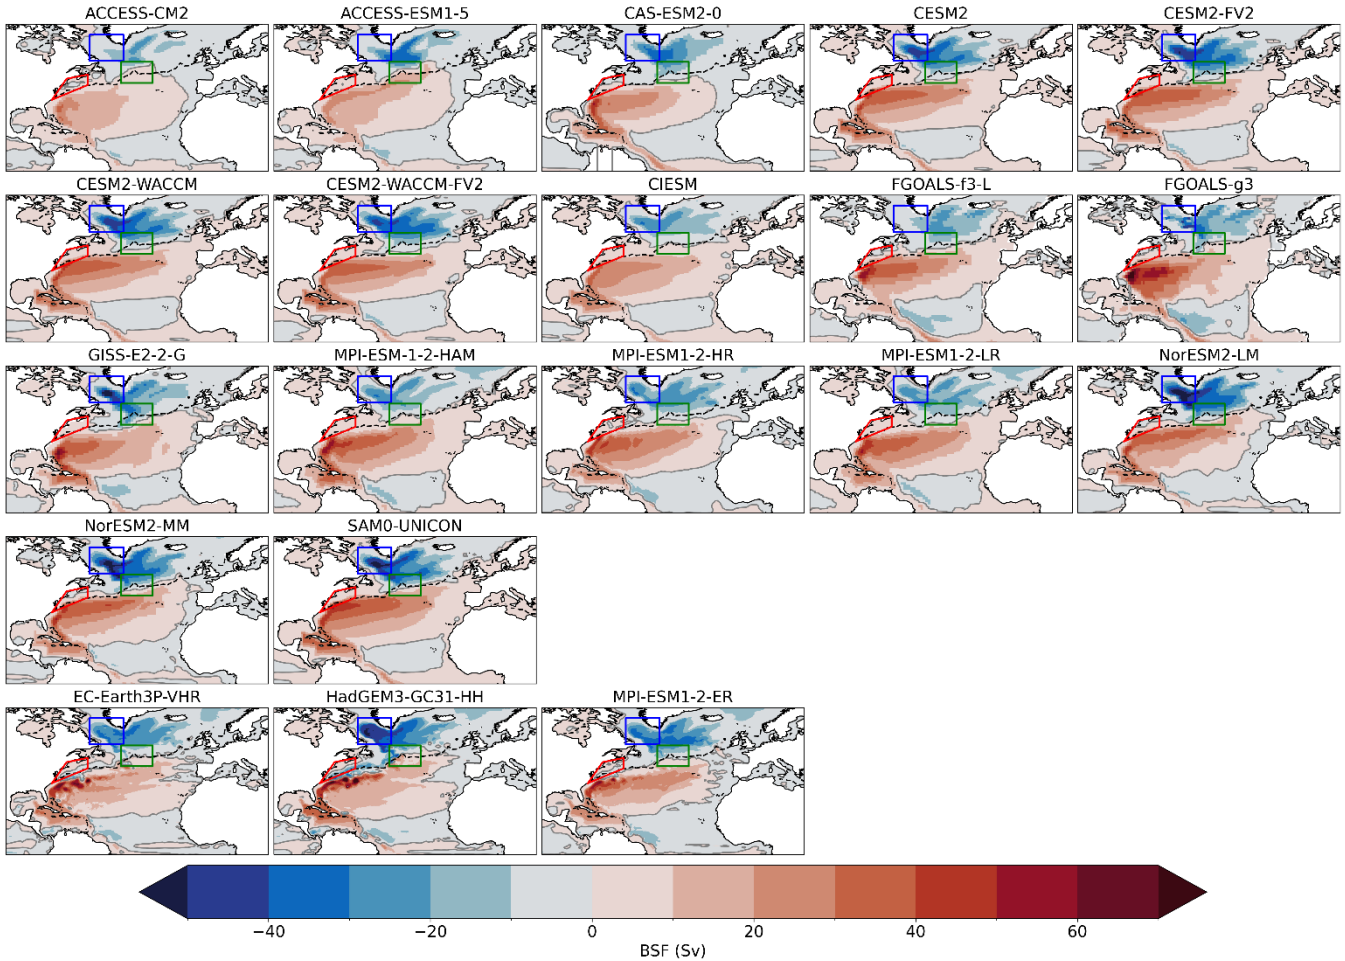 ACCESS-CM2 ACCESS-ESM1-5 CAS-ESM2-0 CESM2 CESM2-FV2
CESM2-WACCM CESM2-WACCM-FV2 CIESM FGOALS-f3-L FGOALS-g3
GISS-E2-2-G MPI-ESM-1-2-HAM MPI-ESM1-2-HR MPI-ESM1-2-LR NorESM2-LM
NorESM2-MM SAM0-UNICON
EC-Earth3P-VHR HadGEM3-GC31-HH MPI-ESM1-2-ER
−40 −20 0 20 40 60
BSF (Sv)